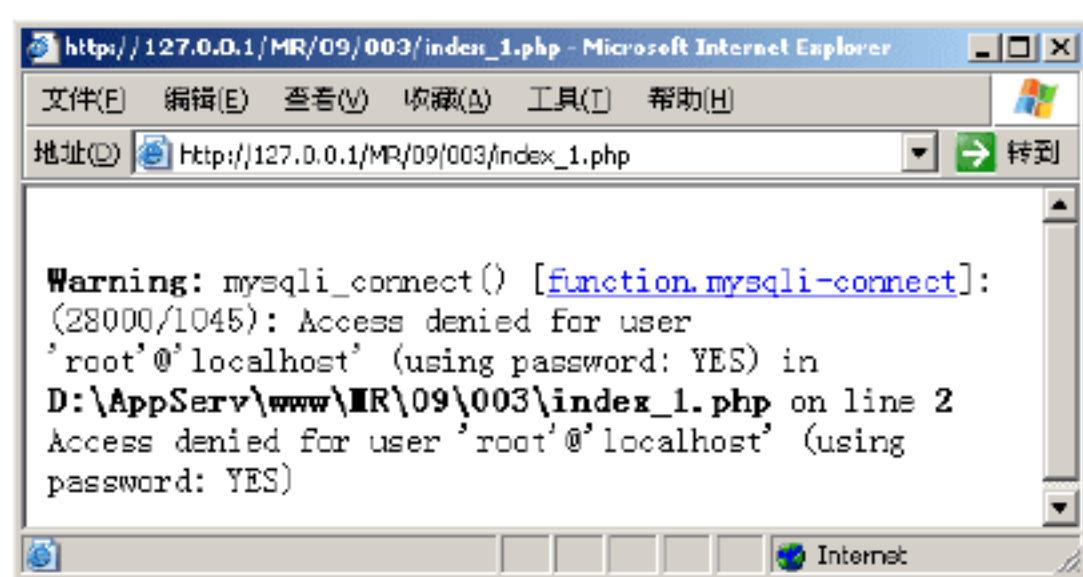 http://127.0.0.1/MR/09/003/index_1.php - Microsoft Internet Explorer
文件(F) 编辑(E) 查看(V) 收藏(A) 工具(T) 帮助(H)
地址(D) http://127.0.0.1/MR/09/003/index_1.php 转到
Warning: mysqli_connect() [function.mysqli-connect]:
(28000/1045): Access denied for user
'root'@'localhost' (using password: YES) in
D:\AppServ\www\MR\09\003\index_1.php on line 2
Access denied for user 'root'@'localhost' (using
password: YES)
Internet